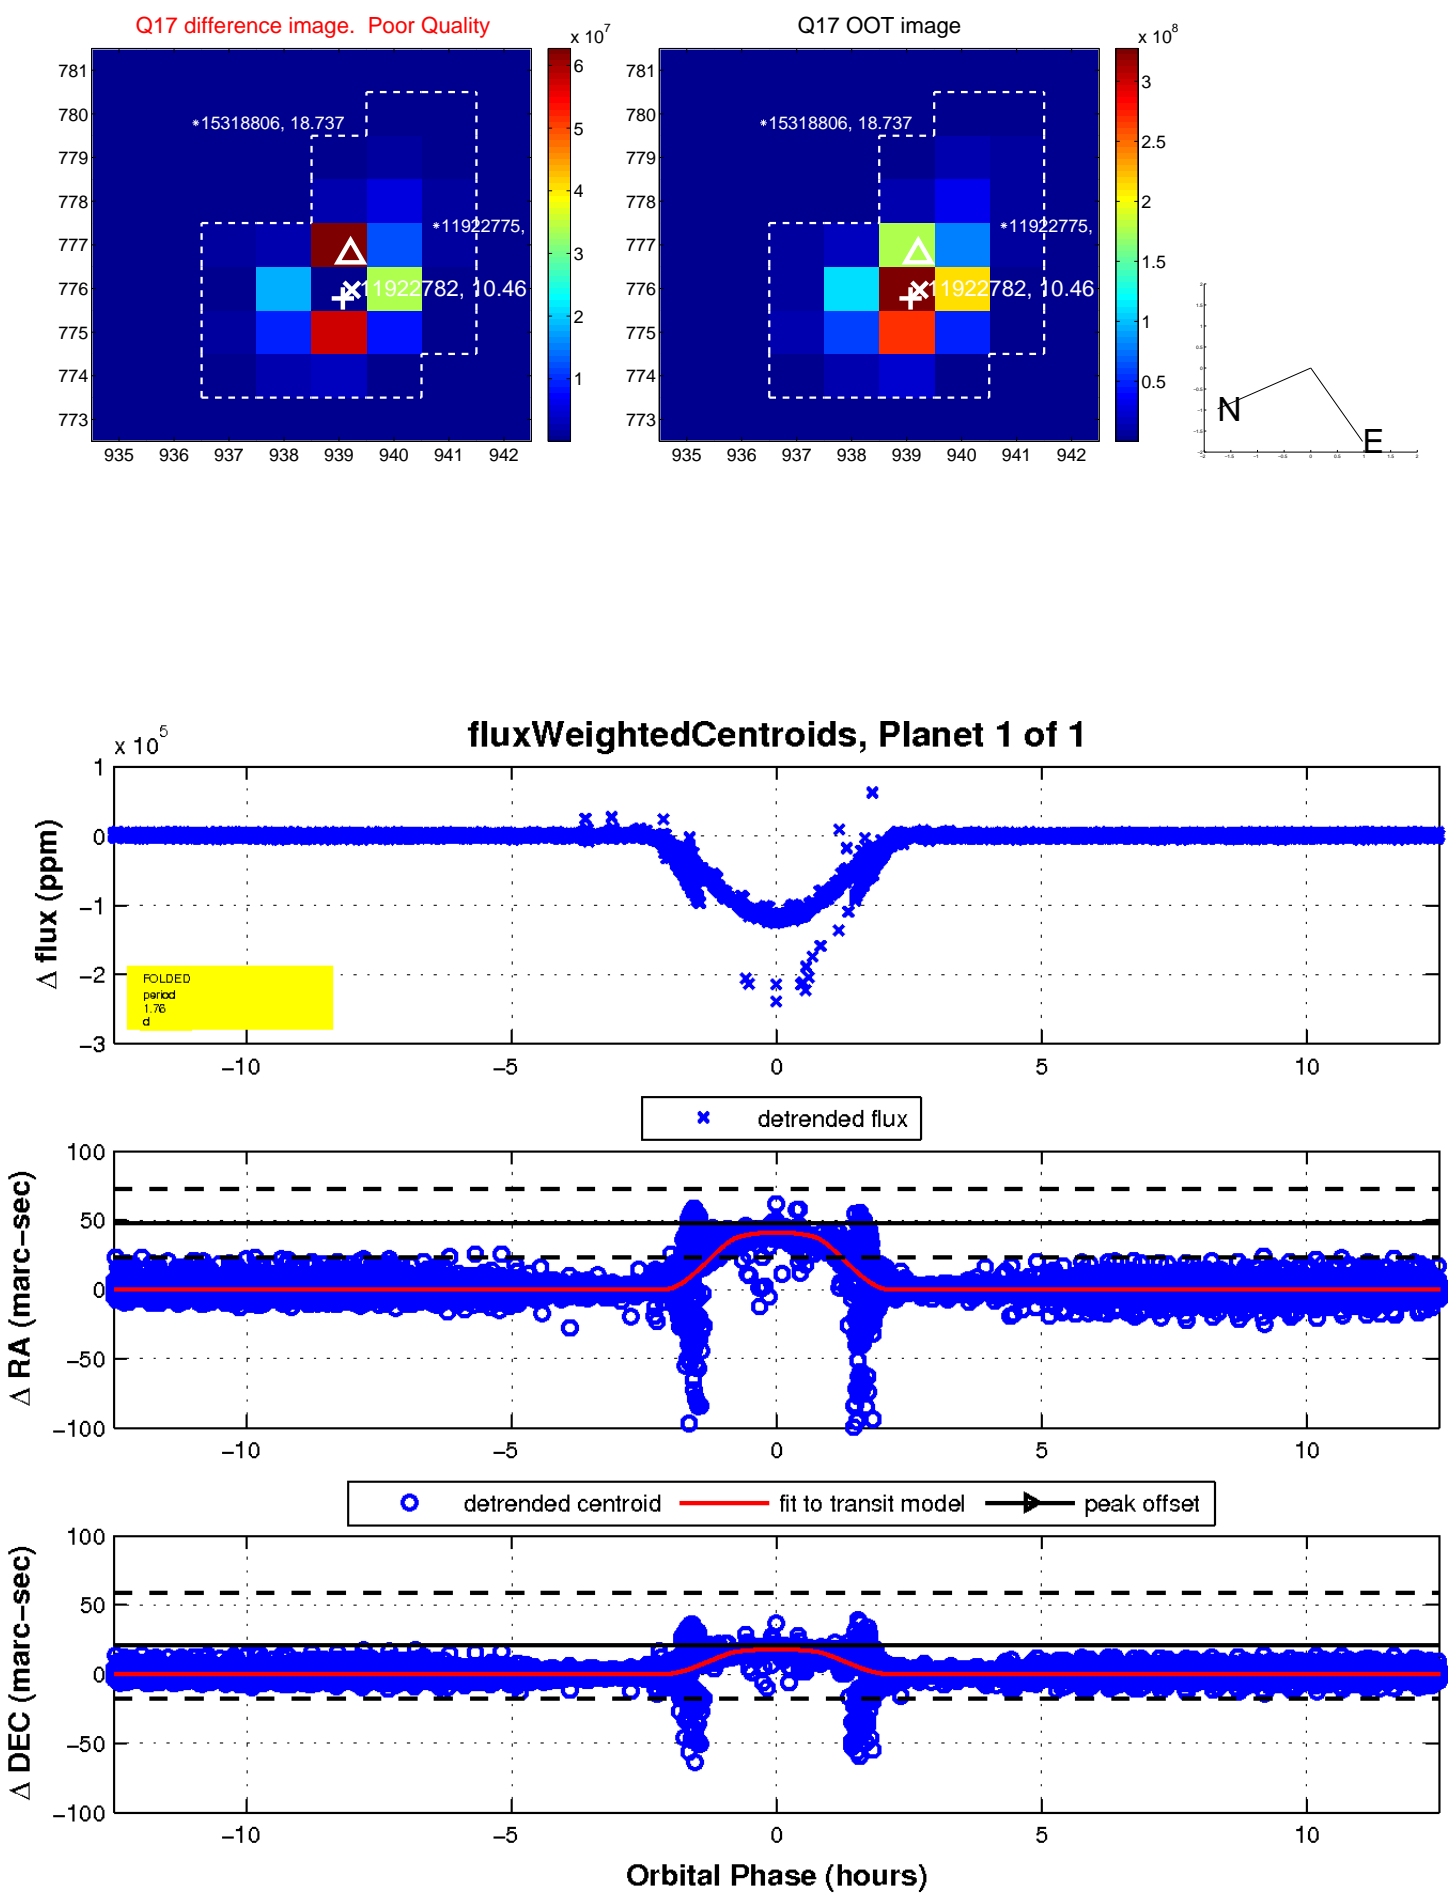 Q17 difference image.  Poor Quality
x 10^7
781
780
779
778
777
776
775
774
773
935 936 937 938 939 940 941 942
*15318806, 18.737
*11922775,
11922782, 10.46
6
5
4
3
2
1
Q17 OOT image
x 10^8
781
780
779
778
777
776
775
774
773
935 936 937 938 939 940 941 942
*15318806, 18.737
*11922775,
11922782, 10.46
3
2.5
2
1.5
1
0.5
N
E
fluxWeightedCentroids, Planet 1 of 1
x 10^5
Δ flux (ppm)
1
0
−1
−2
−3
FOLDED
period
1.76
d
−10 −5 0 5 10
detrended flux
Δ RA (marc−sec)
100
50
0
−50
−100
−10 −5 0 5 10
detrended centroid fit to transit model peak offset
Δ DEC (marc−sec)
100
50
0
−50
−100
−10 −5 0 5 10
Orbital Phase (hours)